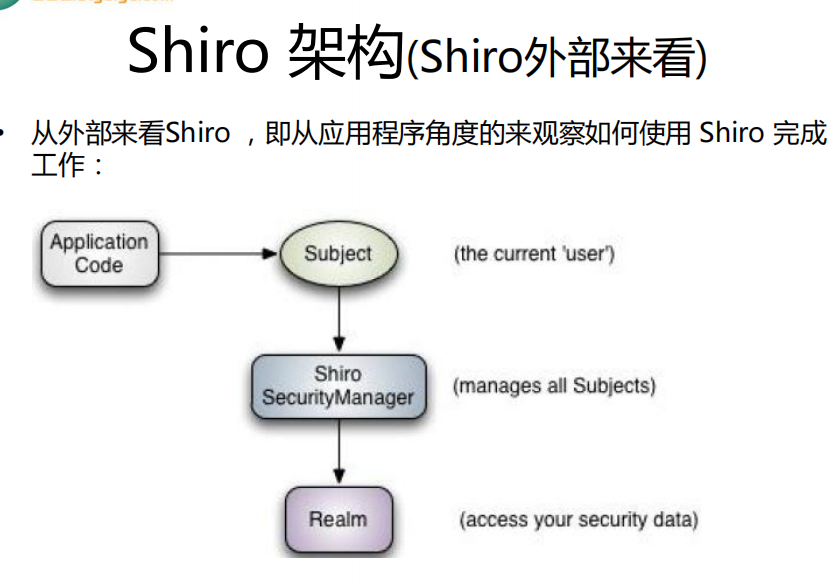 Shiro 架构(Shiro外部来看)
• 从外部来看Shiro ，即从应用程序角度的来观察如何使用 Shiro 完成
工作：
Application
Code
Subject
(the current 'user')
Shiro
SecurityManager
(manages all Subjects)
Realm
(access your security data)